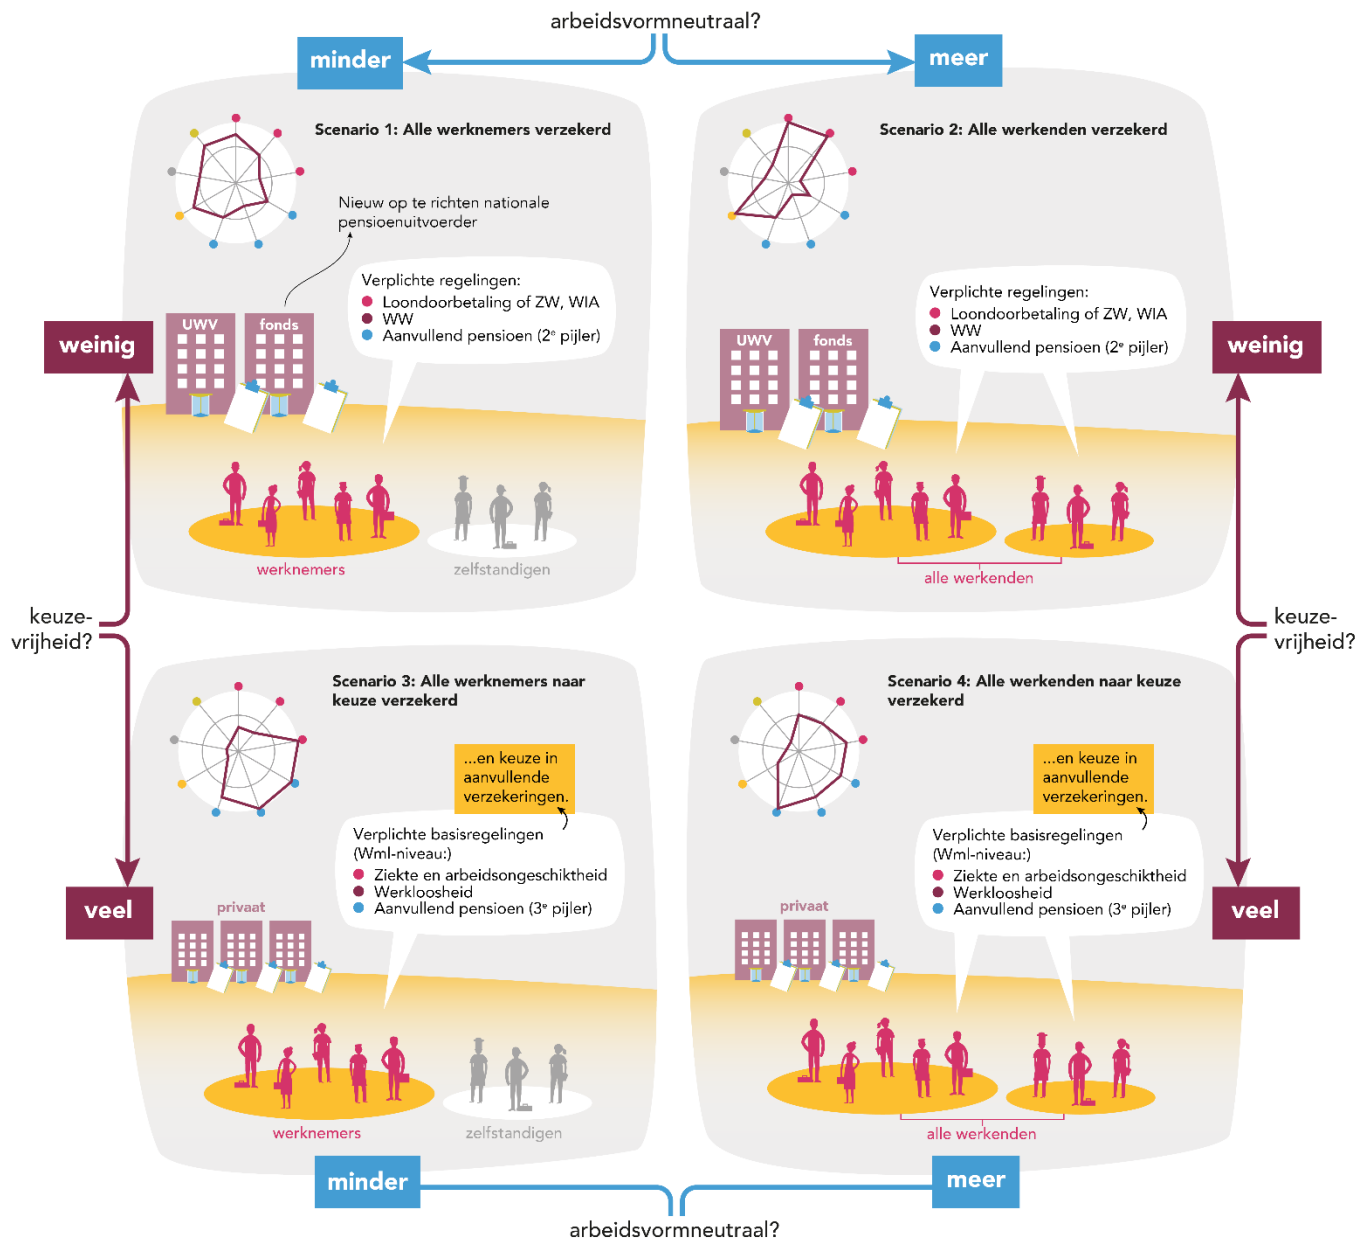 arbeidsvormneutraal?
minder
meer
Scenario 1: Alle werknemers verzekerd
Nieuw op te richten nationale
pensioenuitvoerder
Verplichte regelingen:
Loondoorbetaling of ZW, WIA
WW
Aanvullend pensioen (2e pijler)
UWV
fonds
werknemers
zelfstandigen
Scenario 2: Alle werkenden verzekerd
Verplichte regelingen:
Loondoorbetaling of ZW, WIA
WW
Aanvullend pensioen (2e pijler)
UWV
fonds
alle werkenden
weinig
weinig
keuze-
vrijheid?
keuze-
vrijheid?
veel
veel
Scenario 3: Alle werknemers naar
keuze verzekerd
...en keuze in
aanvullende
verzekeringen.
Verplichte basisregelingen
(Wml-niveau:)
Ziekte en arbeidsongeschiktheid
Werkloosheid
Aanvullend pensioen (3e pijler)
privaat
werknemers
zelfstandigen
Scenario 4: Alle werkenden naar keuze
verzekerd
...en keuze in
aanvullende
verzekeringen.
Verplichte basisregelingen
(Wml-niveau:)
Ziekte en arbeidsongeschiktheid
Werkloosheid
Aanvullend pensioen (3e pijler)
privaat
alle werkenden
minder
meer
arbeidsvormneutraal?